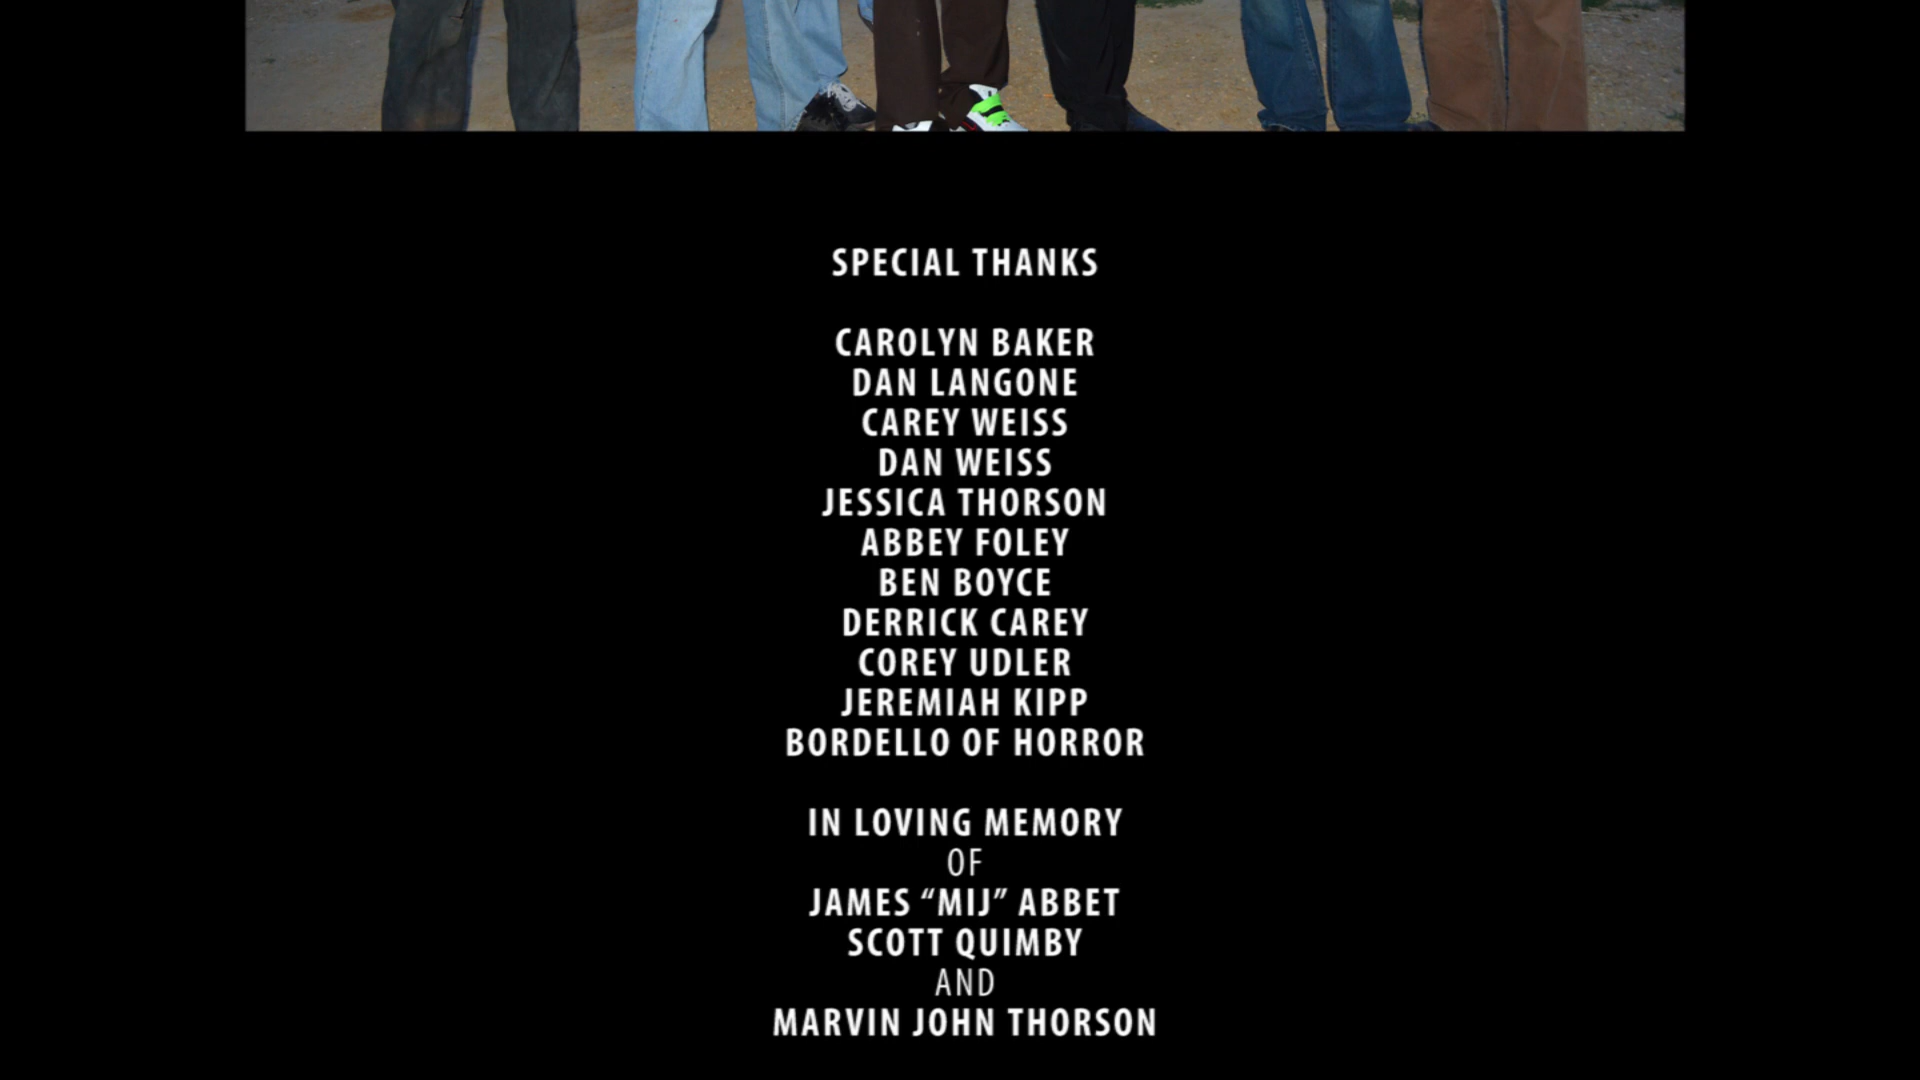 SPECIAL THANKS
CAROLYN BAKER
DAN LANGONE
CAREY WEISS
DAN WEISS
JESSICA THORSON
ABBEY FOLEY
BEN BOYCE
DERRICK CAREY
COREY UDLER
JEREMIAH KIPP
BORDELLO OF HORROR
IN LOVING MEMORY
OF
JAMES “MIJ” ABBET
SCOTT QUIMBY
AND
MARVIN JOHN THORSON